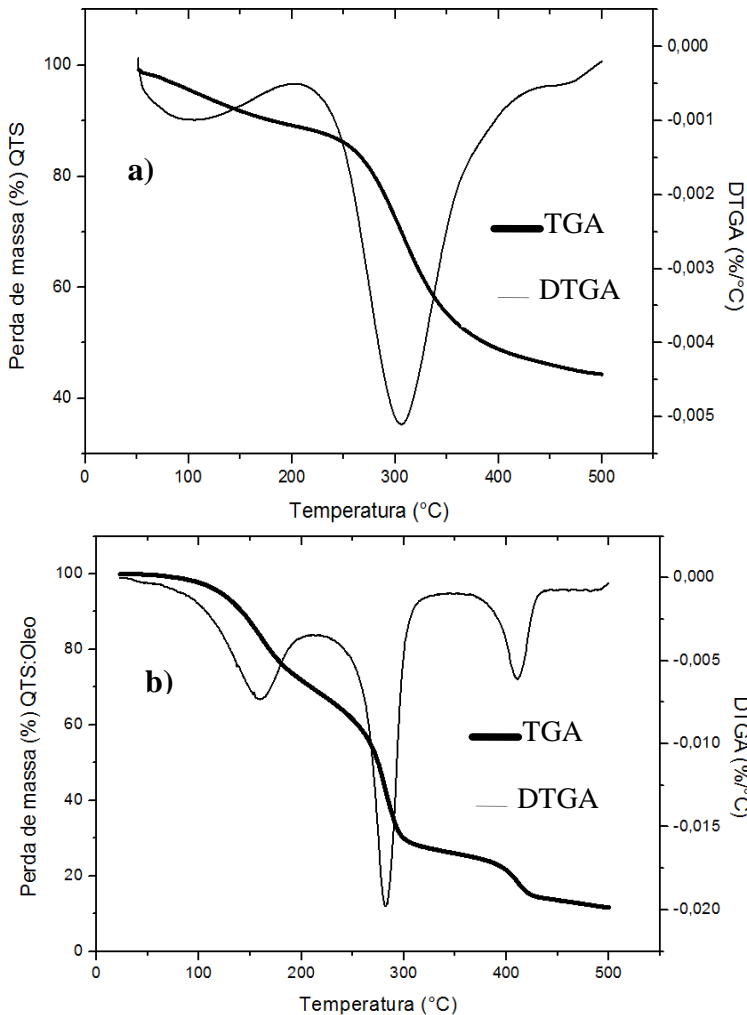 100
80
60
40
0,000
-0,001
-0,002
-0,003
-0,004
-0,005
0
100
200
300
400
500
Perda de massa (%) QTS
DTGA (%/°C)
Temperatura (°C)
a)
TGA
DTGA
100
80
60
40
20
0
0,000
-0,005
-0,010
-0,015
-0,020
0
100
200
300
400
500
Perda de massa (%) QTS:Oleo
DTGA (%/°C)
Temperatura (°C)
b)
TGA
DTGA